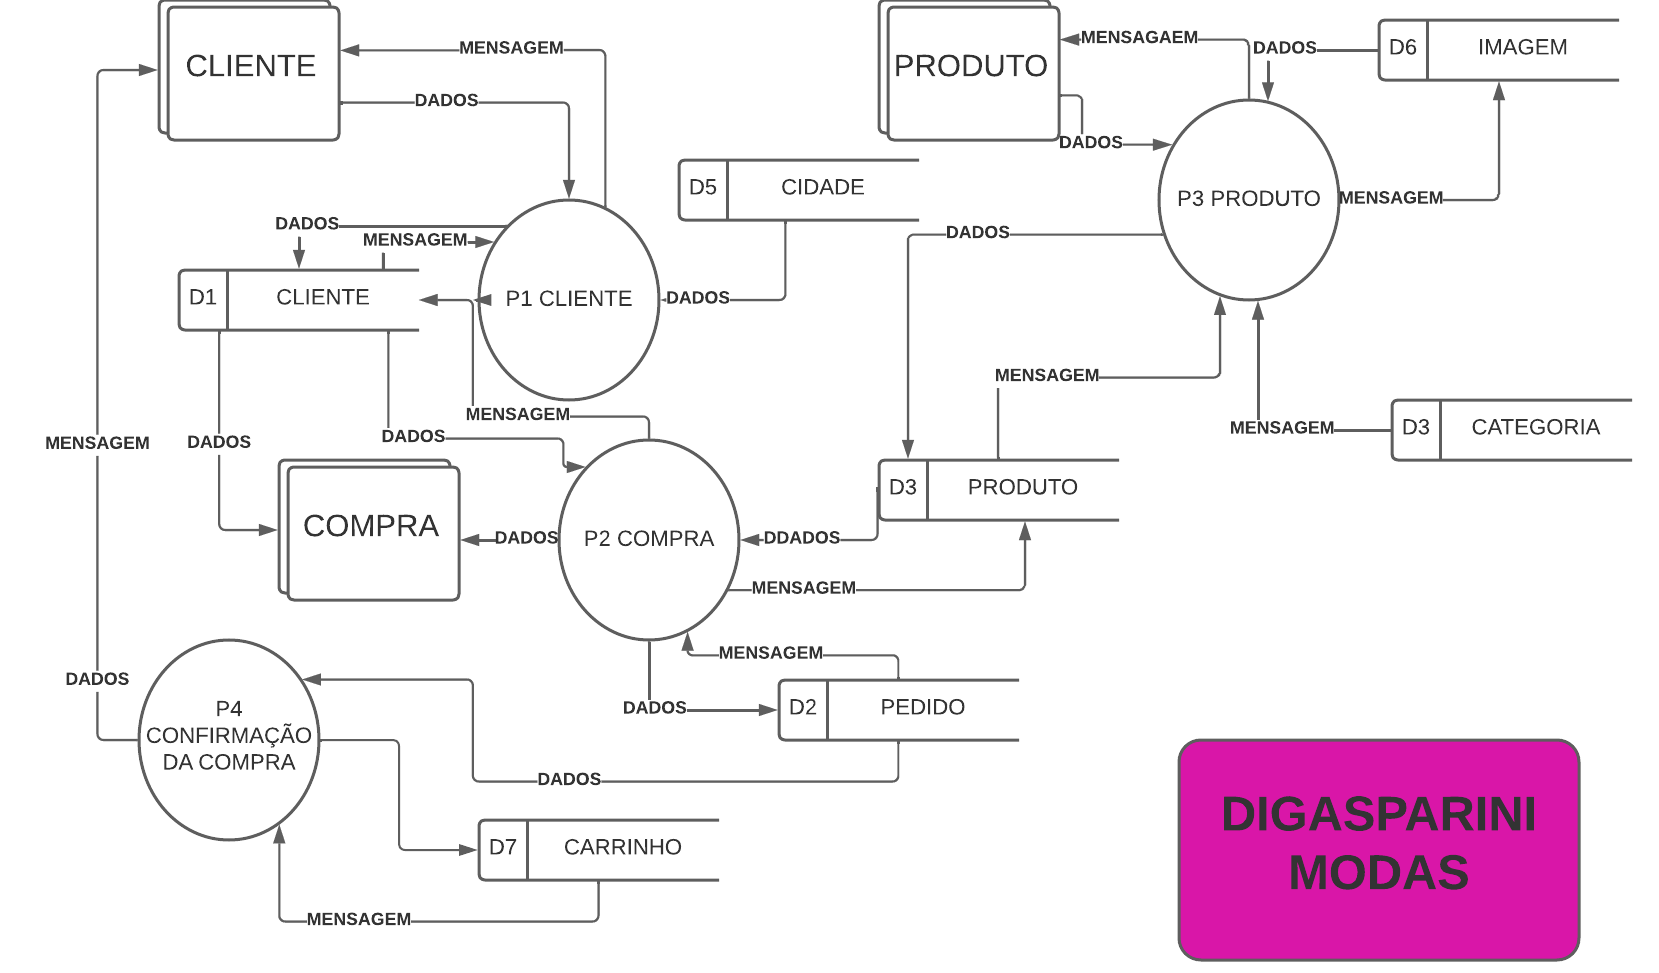 CLIENTE
MENSAGEM
DADOS
PRODUTO
MENSAGAEM
DADOS
DADOS
D6
IMAGEM
P3 PRODUTO
MENSAGEM
D5
CIDADE
DADOS
DADOS
MENSAGEM
D1
CLIENTE
P1 CLIENTE
DADOS
MENSAGEM
MENSAGEM
D3
CATEGORIA
MENSAGEM
DADOS
MENSAGEM
DADOS
D3
PRODUTO
COMPRA
DADOS
P2 COMPRA
DDADOS
MENSAGEM
MENSAGEM
DADOS
DADOS
D2
PEDIDO
P4
CONFIRMAÇÃO
DA COMPRA
DADOS
D7
CARRINHO
MENSAGEM
DIGASPARINI
MODAS